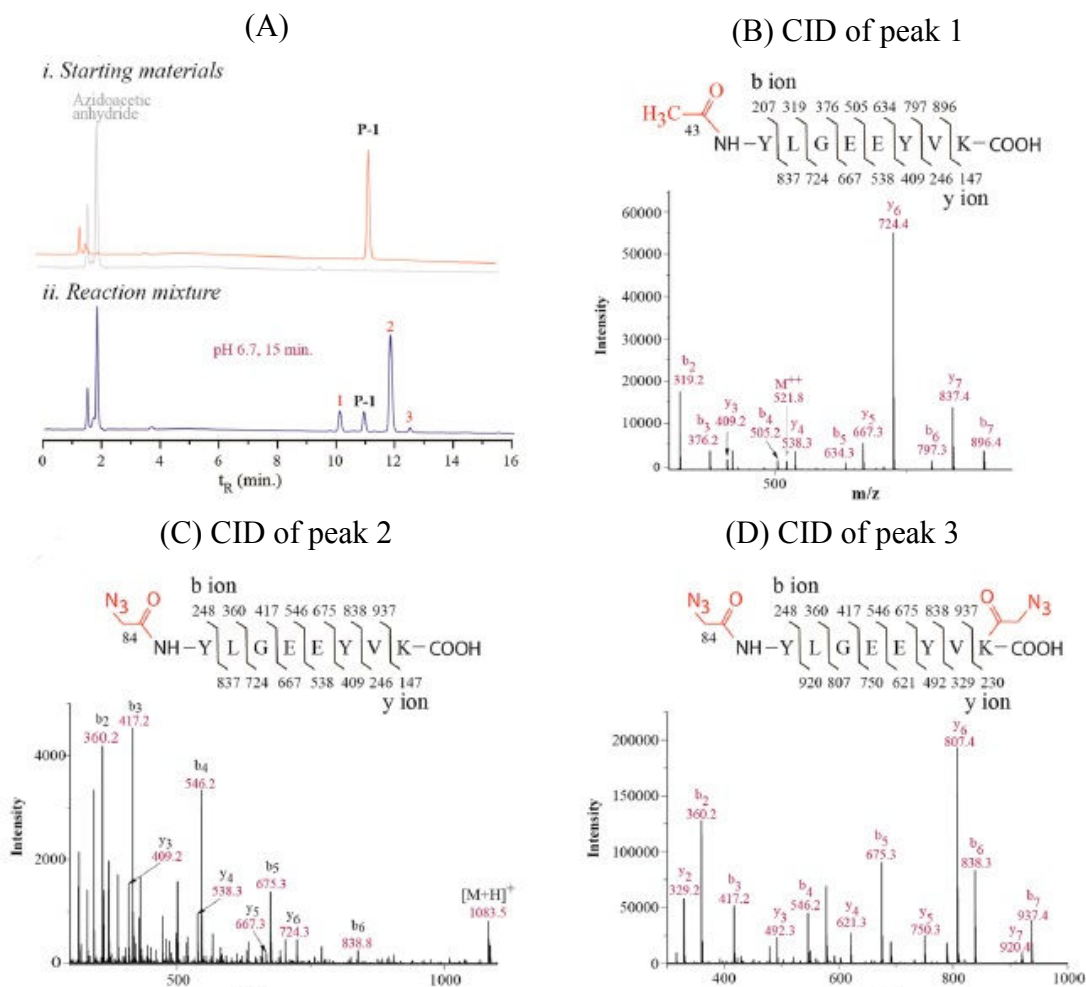 (A)
i. Starting materials
Azidoacetic
anhydride
P-1
ii. Reaction mixture
pH 6.7, 15 min.
1
P-1
2
3
0 2 4 6 8 10 12 14 16
tR (min.)
(B) CID of peak 1
b ion
207 319 376 505 634 797 896
H3C O
43
NH-Y L G E E Y V K-COOH
837 724 667 538 409 246 147
y ion
60000
50000
40000
30000
20000
10000
0
Intensity
b2
319.2
b3
376.2
y3
409.2
b4
505.2
M++
521.8
y4
538.3
b5
634.3
y5
667.3
y6
724.4
b6
797.3
y7
837.4
b7
896.4
500
m/z
(C) CID of peak 2
b ion
248 360 417 546 675 838 937
N3 O
84
NH-Y L G E E Y V K-COOH
837 724 667 538 409 246 147
y ion
4000
2000
0
Intensity
b2
360.2
b3
417.2
y3
409.2
b4
546.2
y4
538.3
b5
675.3
y5
667.3
y6
724.3
b6
838.8
[M+H]+
1083.5
500 1000
(D) CID of peak 3
b ion
248 360 417 546 675 838 937
N3 O
O N3
84
NH-Y L G E E Y V K-COOH
920 807 750 621 492 329 230
y ion
200000
150000
100000
50000
0
Intensity
y2
329.2
b2
360.2
b3
417.2
y3
492.3
b4
546.2
y4
621.3
b5
675.3
y5
750.3
y6
807.4
b6
838.3
y7
920.4
b7
937.4
400 600 800 1000